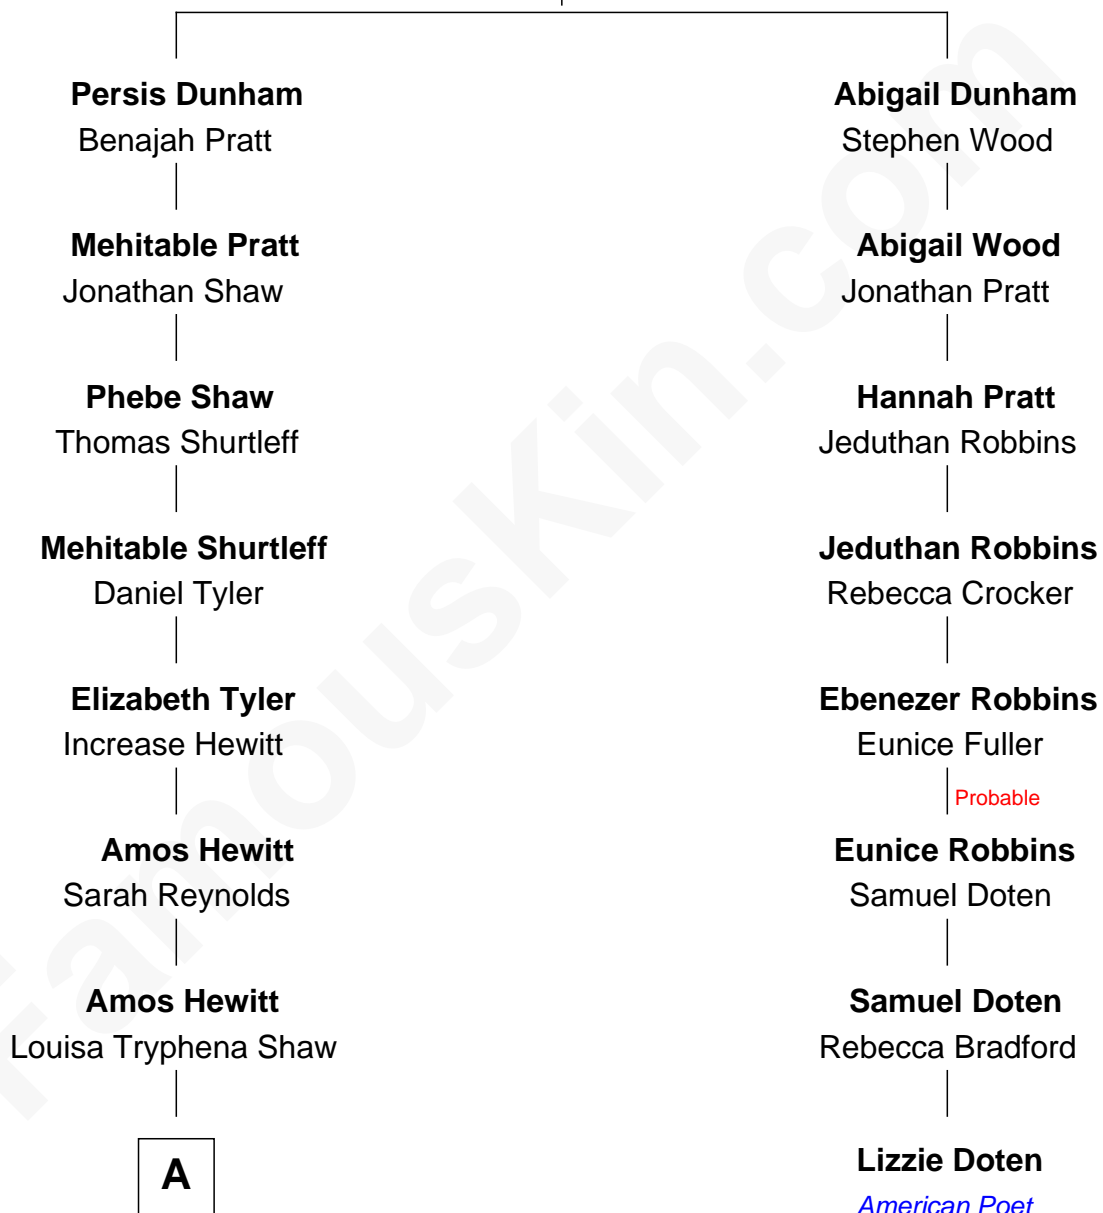 Persis Dunham
Benajah Pratt
Mehitable Pratt
Jonathan Shaw
Phebe Shaw
Thomas Shurtleff
Mehitable Shurtleff
Daniel Tyler
Elizabeth Tyler
Increase Hewitt
Amos Hewitt
Sarah Reynolds
Amos Hewitt
Louisa Tryphena Shaw
A
Abigail Dunham
Stephen Wood
Abigail Wood
Jonathan Pratt
Hannah Pratt
Jeduthan Robbins
Jeduthan Robbins
Rebecca Crocker
Ebenezer Robbins
Eunice Fuller
Probable
Eunice Robbins
Samuel Doten
Samuel Doten
Rebecca Bradford
Lizzie Doten
American Poet
FamousKin.com